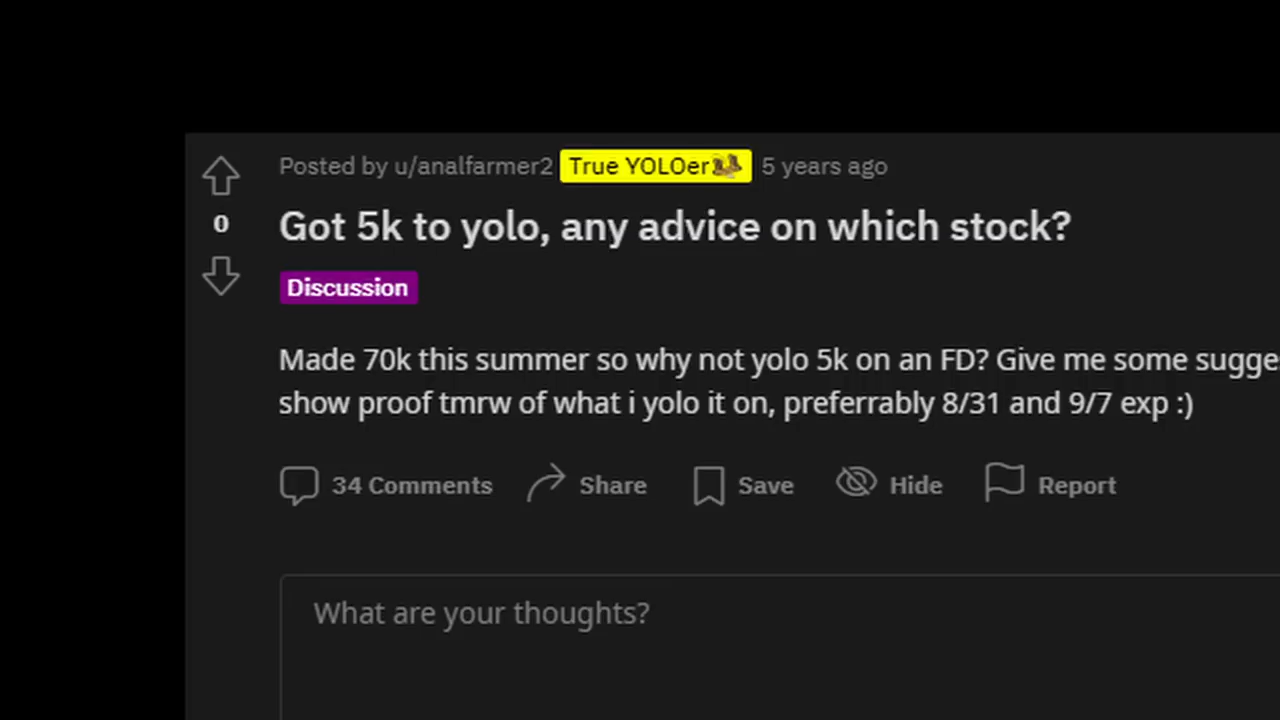 Posted by u/analfarmer2 True YOLOer 5 years ago
0
Got 5k to yolo, any advice on which stock?
Discussion
Made 70k this summer so why not yolo 5k on an FD? Give me some sugge
show proof tmrw of what i yolo it on, preferrably 8/31 and 9/7 exp :)
34 Comments Share Save Hide Report
What are your thoughts?